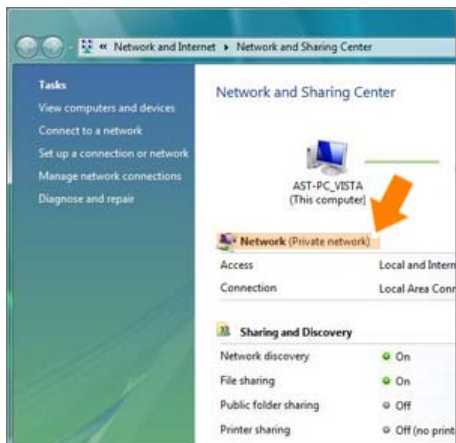 « Network and Internet ▸ Network and Sharing Center
Tasks
View computers and devices
Connect to a network
Set up a connection or network
Manage network connections
Diagnose and repair
Network and Sharing Center
AST-PC_VISTA
(This computer)
Network (Private network)
Access Local and Intern
Connection Local Area Conn
Sharing and Discovery
Network discovery On
File sharing On
Public folder sharing Off
Printer sharing Off (no print